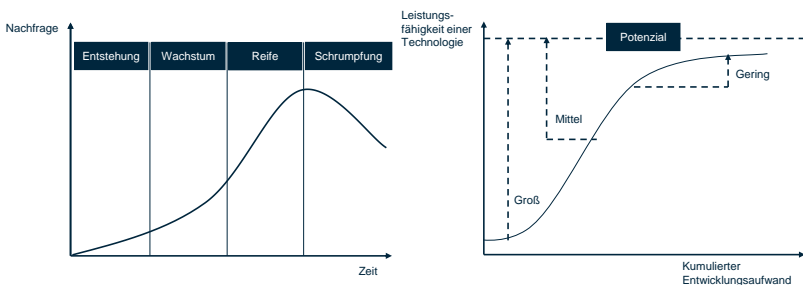 Nachfrage
Entstehung
Wachstum
Reife
Schrumpfung
Zeit
Leistungs-
fähigkeit einer
Technologie
Potenzial
Gering
Mittel
Groß
Kumulierter
Entwicklungsaufwand